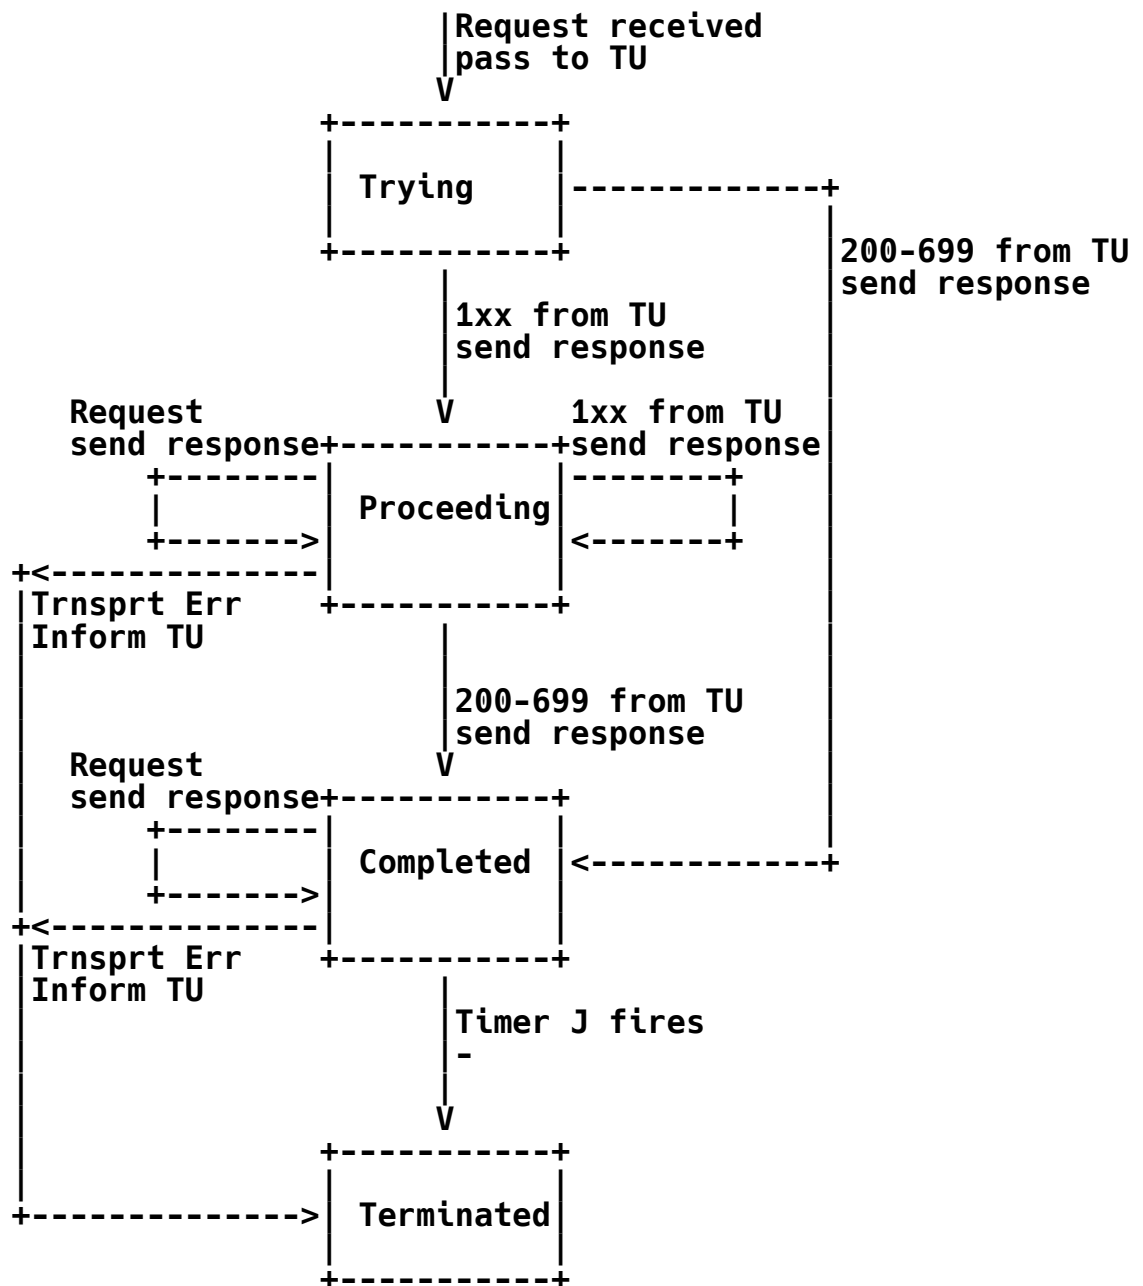 Request received
pass to TU
V
Trying
200-699 from TU
send response
1xx from TU
send response
Request V 1xx from TU
send response send response
Proceeding
Trnsprt Err
Inform TU
200-699 from TU
send response
Request V
send response
Completed
Trnsprt Err
Inform TU
Timer J fires
-
V
Terminated